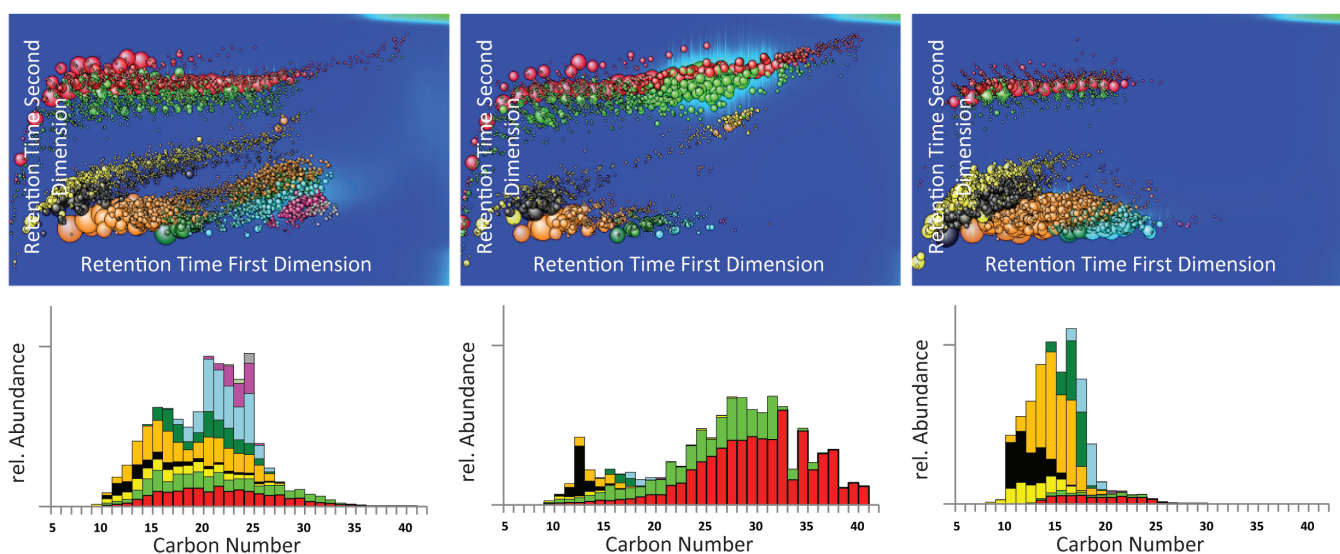 Retention Time Second
Dimension
Retention Time First Dimension
Retention Time Second
Dimension
Retention Time First Dimension
Retention Time Second
Dimension
Retention Time First Dimension
rel. Abundance
5 10 15 20 25 30 35 40
Carbon Number
rel. Abundance
5 10 15 20 25 30 35 40
Carbon Number
rel. Abundance
5 10 15 20 25 30 35 40
Carbon Number